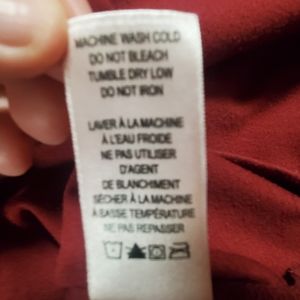 MACHINE WASH COLD
DO NOT BLEACH
TUMBLE DRY LOW
DO NOT IRON
LAVER À LA MACHINE
À L'EAU FROIDE
NE PAS UTILISER
D'AGENT
DE BLANCHIMENT
SÉCHER À LA MACHINE
À BASSE TEMPÉRATURE
NE PAS REPASSER